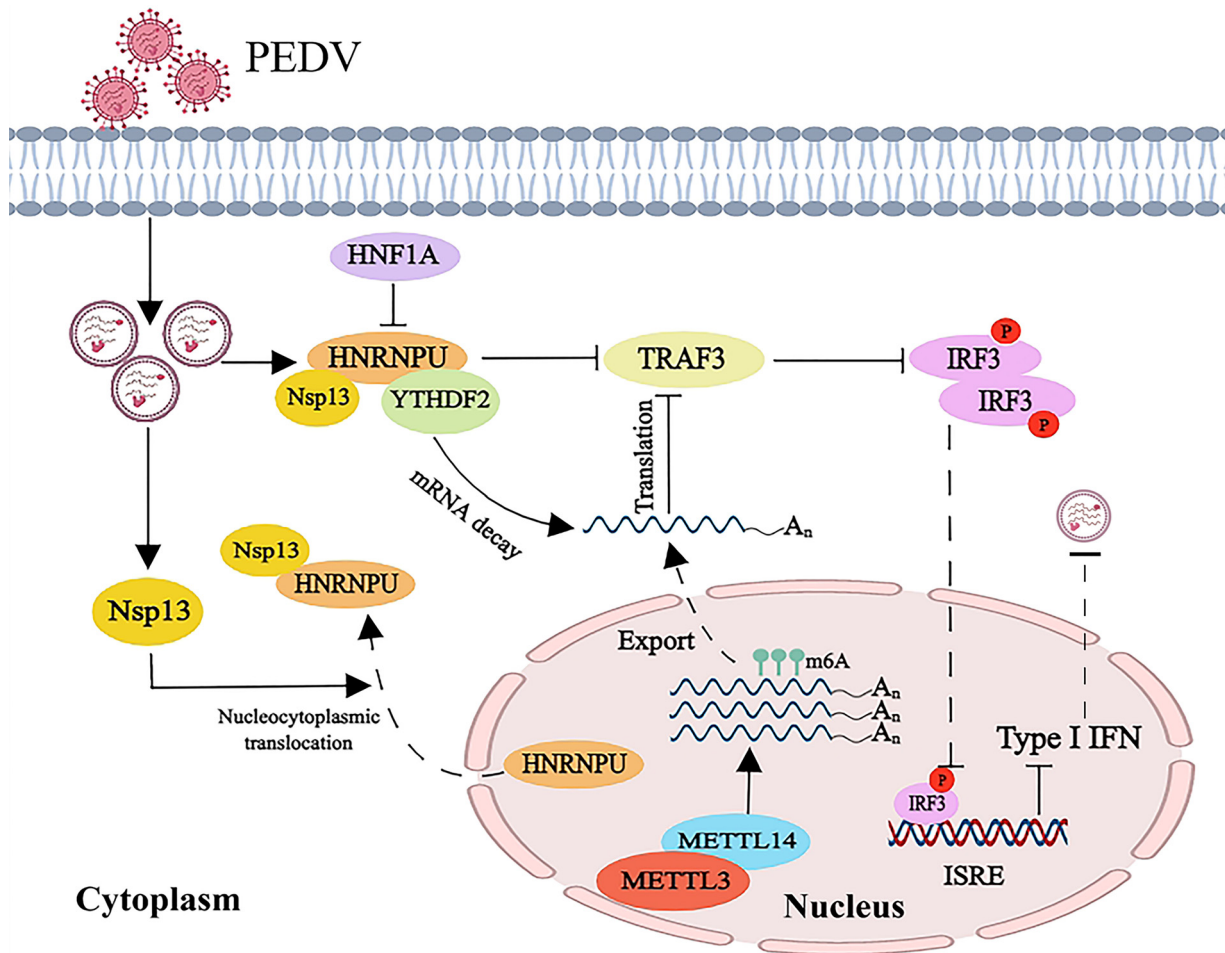 PEDV
HNF1A
HNRNPU
Nsp13
YTHDF2
TRAF3
P
IRF3
IRF3
P
Translation
mRNA decay
An
Nsp13
HNRNPU
Nsp13
Nucleocytoplasmic
translocation
Export
m6A
An
An
An
HNRNPU
METTL14
METTL3
Type I IFN
P
IRF3
ISRE
Cytoplasm
Nucleus